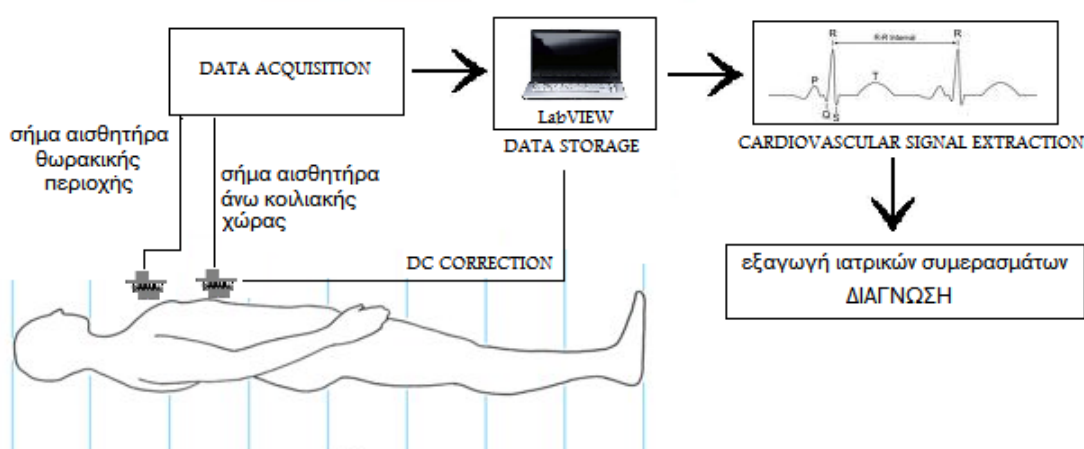 DATA ACQUISITION
LabVIEW
DATA STORAGE
R
R-R Interval
R
P
T
Q
S
CARDIOVASCULAR SIGNAL EXTRACTION
σήμα αισθητήρα
θωρακικής
περιοχής
σήμα αισθητήρα
άνω κοιλιακής
χώρας
DC CORRECTION
εξαγωγή ιατρικών συμερασμάτων
ΔΙΑΓΝΩΣΗ